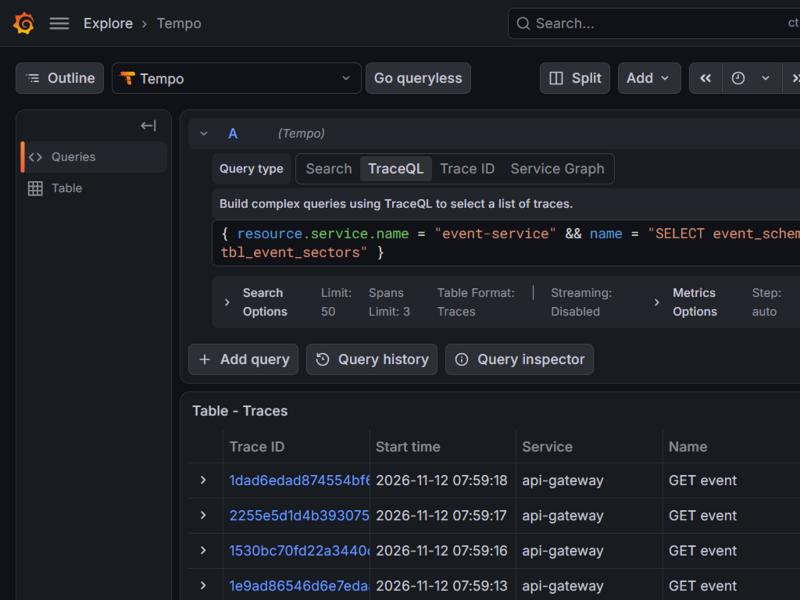 Explore › Tempo
Search...
Outline
Tempo
Go queryless
Split
Add
Queries
Table
A (Tempo)
Query type
Search
TraceQL
Trace ID
Service Graph
Build complex queries using TraceQL to select a list of traces.
{ resource.service.name = "event-service" && name = "SELECT
tbl_event_sectors" }
Search Options
Limit: 50
Spans Limit: 3
Table Format: Traces
Streaming: Disabled
Metrics Options
Step: auto
+ Add query
Query history
Query inspector
Table - Traces
Trace ID Start time Service Name
2026-11-12 07:59:18 api-gateway GET event
2026-11-12 07:59:17 api-gateway GET event
2026-11-12 07:59:16 api-gateway GET event
2026-11-12 07:59:13 api-gateway GET event